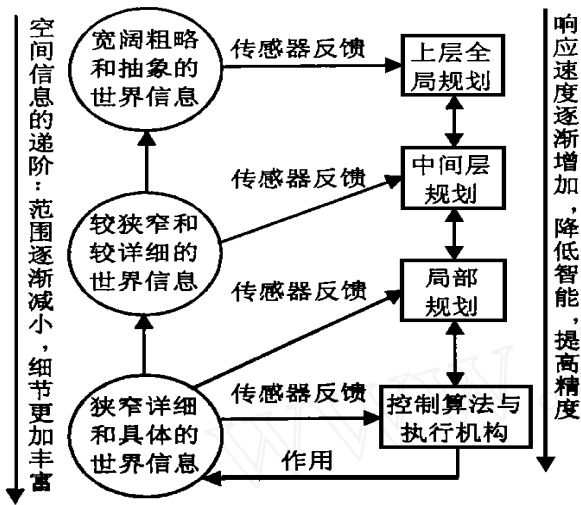 空间信息的递阶：范围逐渐减小，细节更加丰富
宽阔粗略
和抽象的
世界信息
传感器反馈
上层全
局规划
传感器反馈
中间层
规划
较狭窄和
较详细的
世界信息
传感器反馈
局部
规划
狭窄详细
和具体的
世界信息
传感器反馈
控制算法与
执行机构
作用
响应速度逐渐增加，降低智能，提高精度